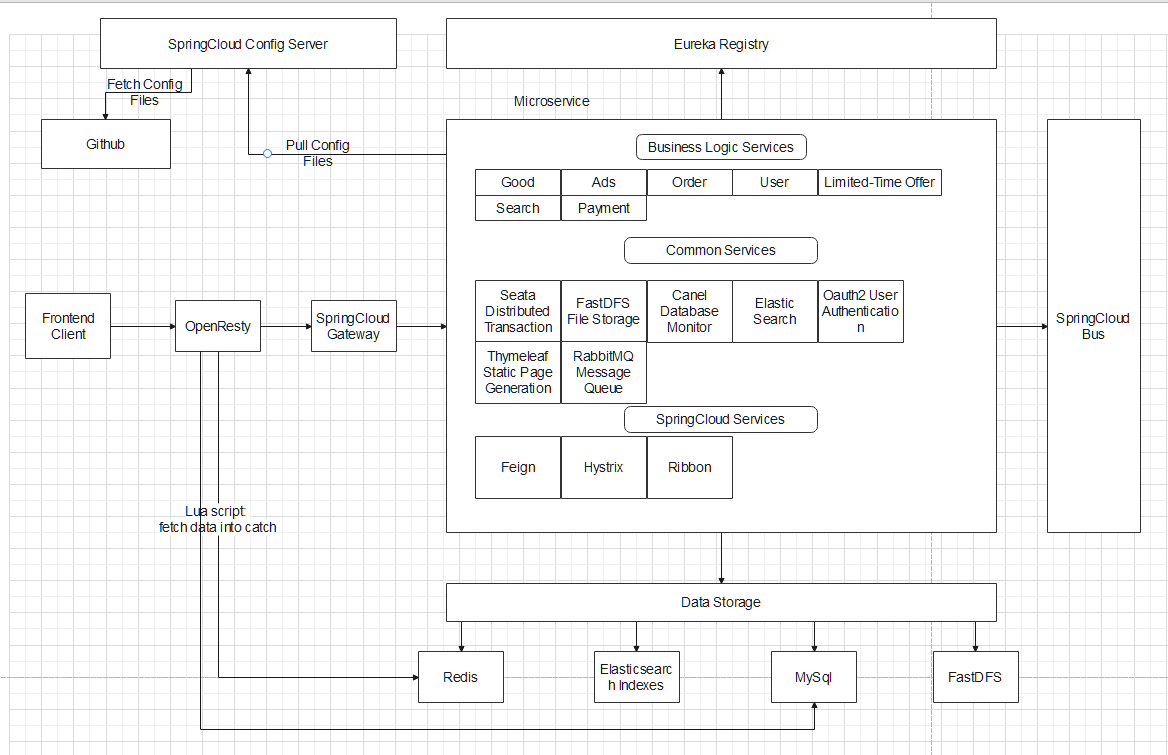 SpringCloud Config Server
Eureka Registry
Fetch Config
Files
Microservice
Github
Pull Config
Files
Business Logic Services
Good
Ads
Order
User
Limited-Time Offer
Search
Payment
Common Services
Seata
Distributed
Transaction
FastDFS
File Storage
Canel
Database
Monitor
Elastic
Search
Oauth2 User
Authenticatio
n
Thymeleaf
Static Page
Generation
RabbitMQ
Message
Queue
SpringCloud Services
Feign
Hystrix
Ribbon
Frontend
Client
OpenResty
SpringCloud
Gateway
SpringCloud
Bus
Lua script:
fetch data into catch
Data Storage
Redis
Elasticsearc
h Indexes
MySql
FastDFS